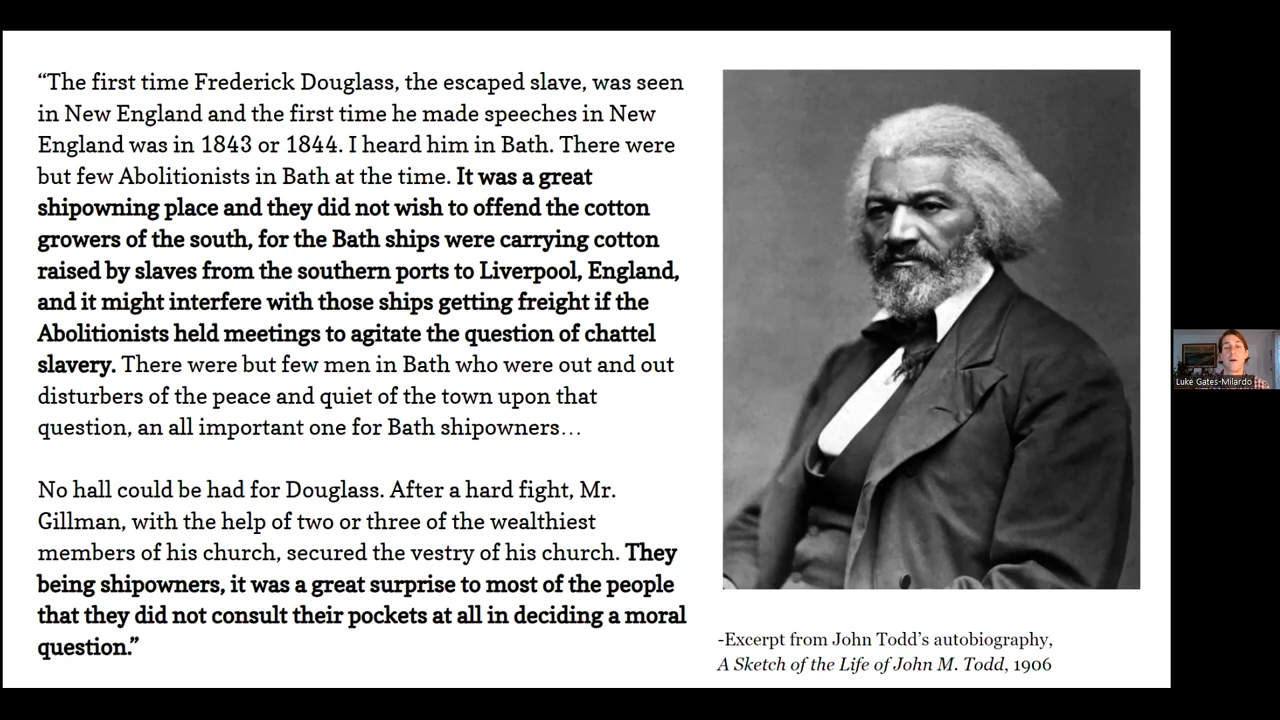 “The first time Frederick Douglass, the escaped slave, was seen
in New England and the first time he made speeches in New
England was in 1843 or 1844. I heard him in Bath. There were
but few Abolitionists in Bath at the time. It was a great
shipowning place and they did not wish to offend the cotton
growers of the south, for the Bath ships were carrying cotton
raised by slaves from the southern ports to Liverpool, England,
and it might interfere with those ships getting freight if the
Abolitionists held meetings to agitate the question of chattel
slavery. There were but few men in Bath who were out and out
disturbers of the peace and quiet of the town upon that
question, an all important one for Bath shipowners…
No hall could be had for Douglass. After a hard fight, Mr.
Gillman, with the help of two or three of the wealthiest
members of his church, secured the vestry of his church. They
being shipowners, it was a great surprise to most of the people
that they did not consult their pockets at all in deciding a moral
question.”
-Excerpt from John Todd’s autobiography,
A Sketch of the Life of John M. Todd, 1906
Luke Gates-Milardo